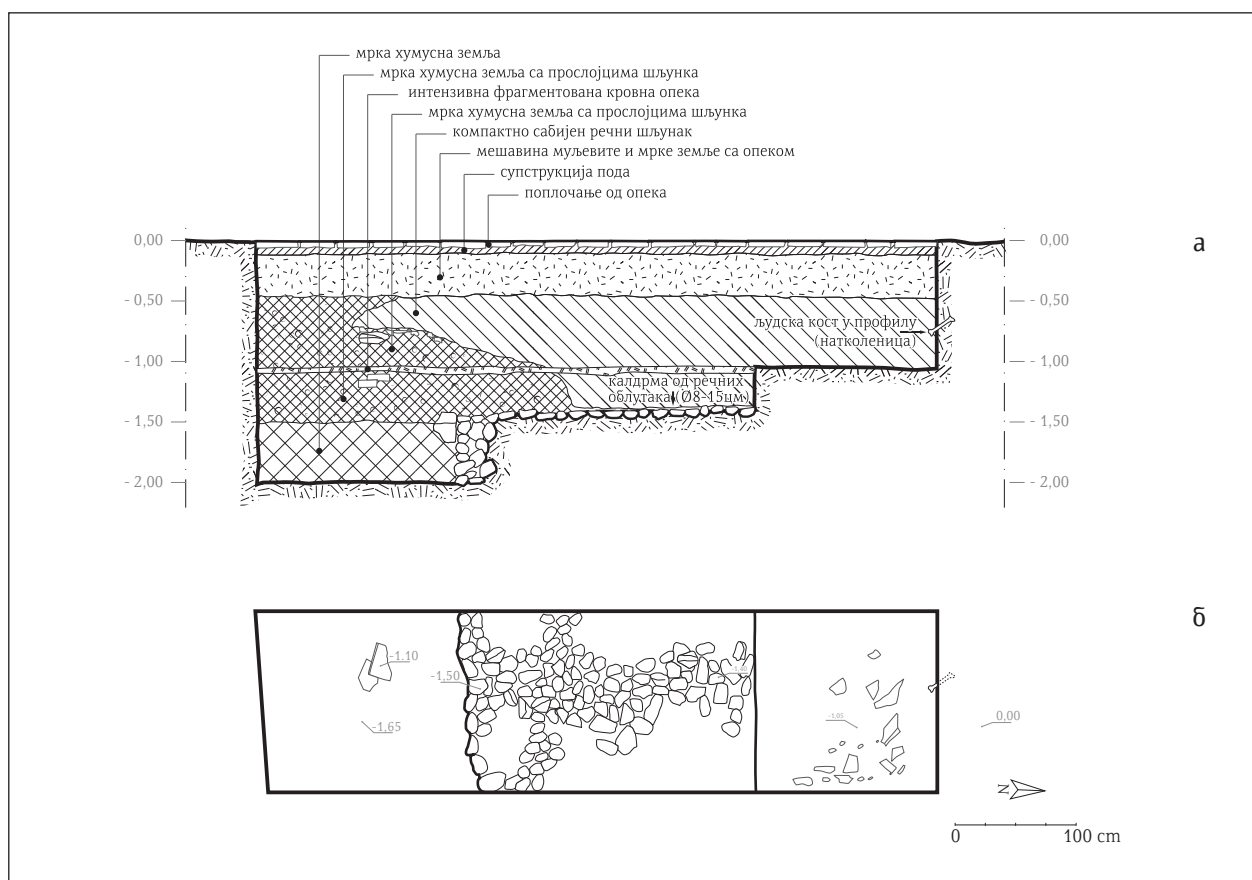 мрка хумусна земља
мрка хумусна земља са прослојцима шљунка
интензивна фрагментована кровна опека
мрка хумусна земља са прослојцима шљунка
компактно сабијен речни шљунак
мешавина муљевите и мрке земље са опеком
супструкција пода
поплочање од опека
0,00
0,00
а
- 0,50
- 0,50
људска кост у профилу
(натколеница)
- 1,00
- 1,00
калдрма од речних
облутака (Ø8-15цм)
- 1,50
- 1,50
- 2,00
- 2,00
б
-1.10
-1,50
-1.65
0,00
N
0
100 cm